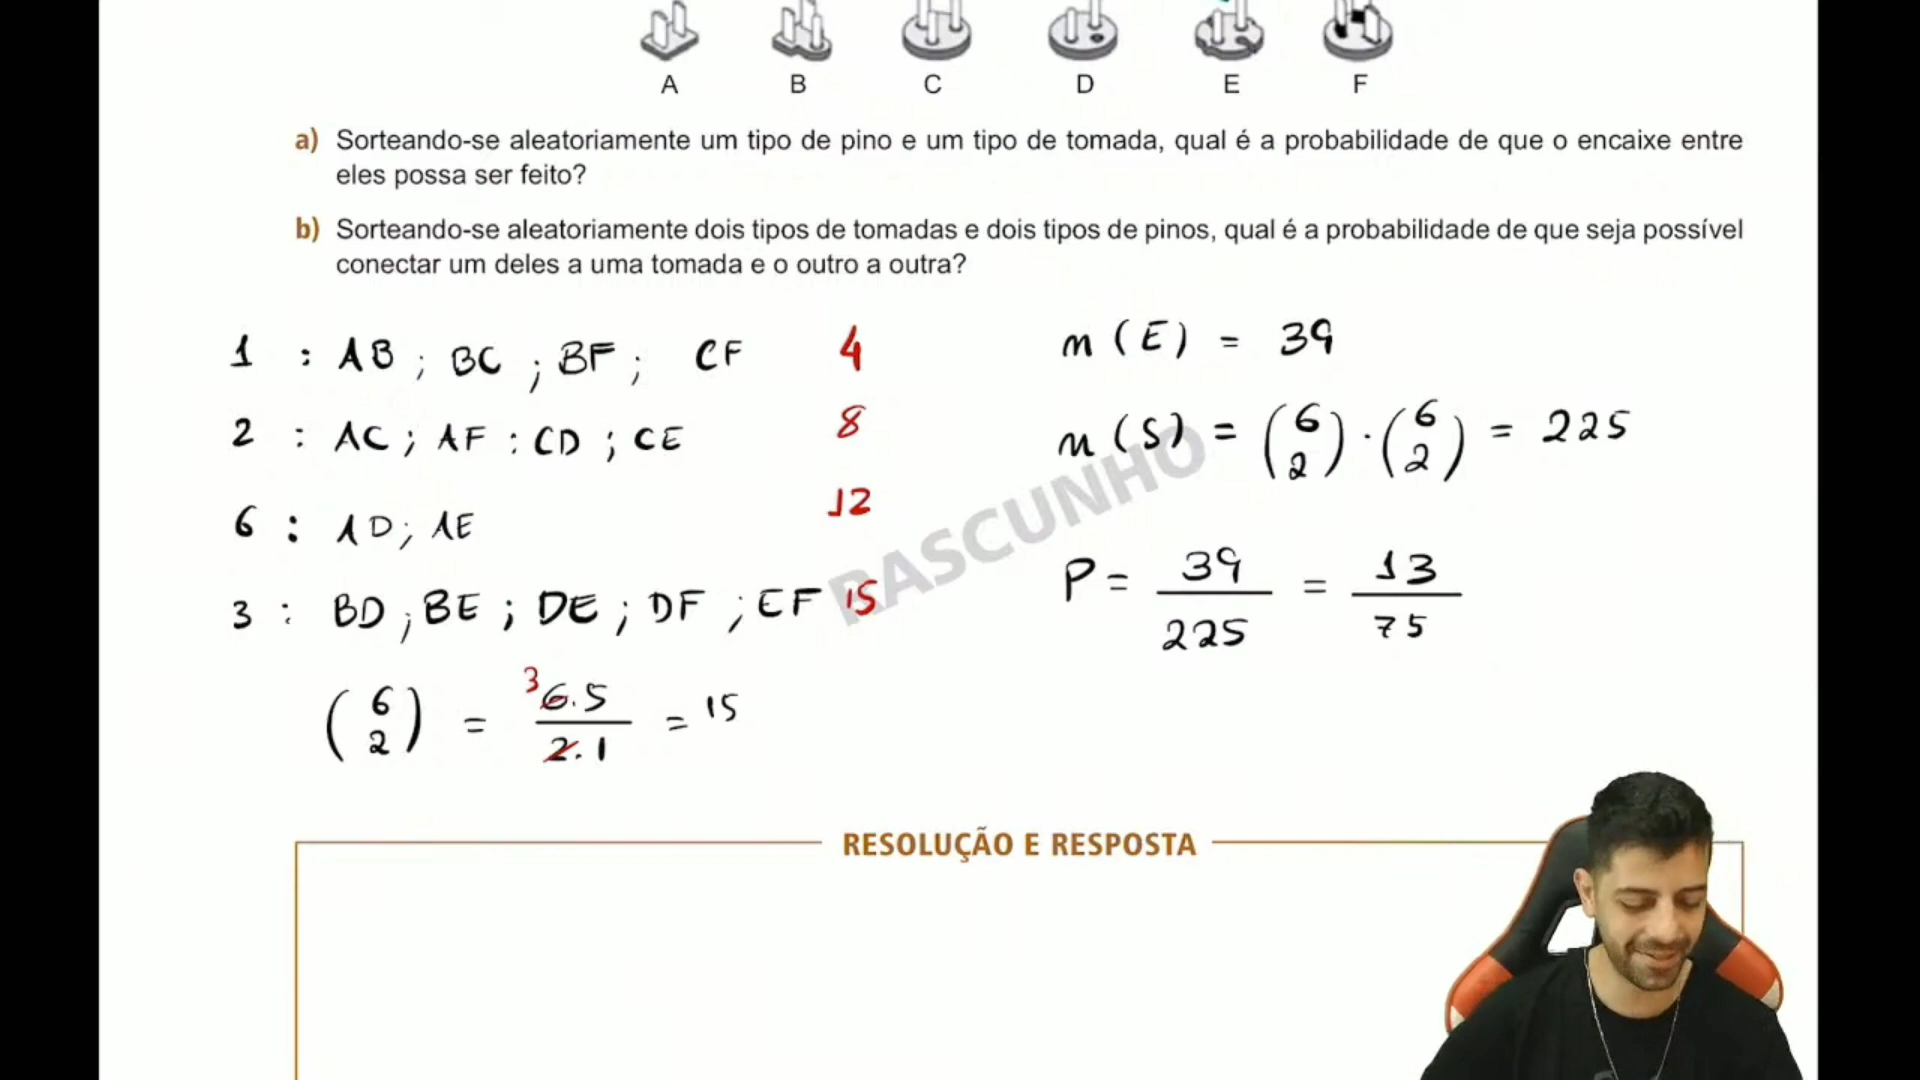 A B C D E F
a) Sorteando-se aleatoriamente um tipo de pino e um tipo de tomada, qual é a probabilidade de que o encaixe entre
eles possa ser feito?
b) Sorteando-se aleatoriamente dois tipos de tomadas e dois tipos de pinos, qual é a probabilidade de que seja possível
conectar um deles a uma tomada e o outro a outra?
1 : AB ; BC ; BF ; CF 4
2 : AC ; AF : CD ; CE 8
6 : AD ; AE 12
3 : BD ; BE ; DE ; DF ; EF 15
(6 2) = 6.5 / 2.1 = 15
3
n(E) = 39
n(S) = (6 2) . (6 2) = 225
P = 39/225 = 13/75
RASCUNHO
RESOLUÇÃO E RESPOSTA